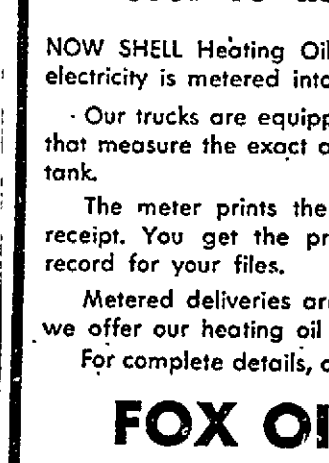 NOW SHELL Heating Oil
electricity is metered into
Our trucks are equipp
that measure the exact a
tank.
The meter prints the
receipt. You get the pr
record for your files.
Metered deliveries are
we offer our heating oil
For complete details, c
FOX OI